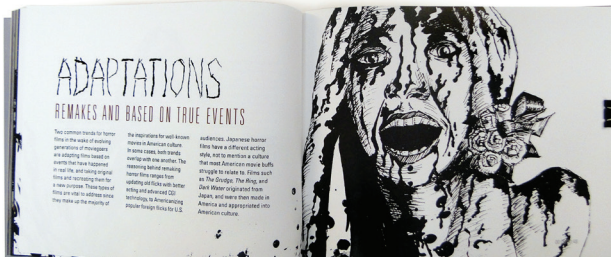 ADAPTATIONS
REMAKES AND BASED ON TRUE EVENTS
Two common trends for horror
films in the wake of evolving
generations of moviegoers
are adapting films based on
events that have happened
in real life, and taking original
films and recreating them for
a new purpose. These types of
films are vital to address since
they make up the majority of
the inspirations for well-known
movies in American culture.
In some cases, both trends
overlap with one another. The
reasoning behind remaking
horror films ranges from
updating old flicks with better
acting and advanced CGI
technology, to Americanizing
popular foreign flicks for U.S.
audiences. Japanese horror
films have a different acting
style, not to mention a culture
that most American movie buffs
struggle to relate to. Films such
as The Grudge, The Ring, and
Dark Water originated from
Japan, and were then made in
America and appropriated into
American culture.